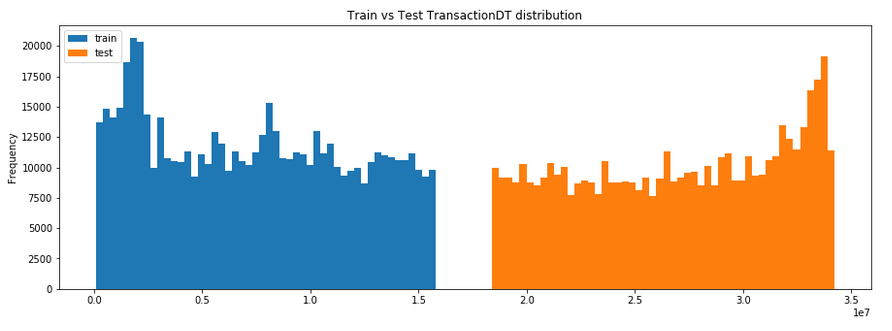 Train vs Test TransactionDT distribution
train
test
Frequency
20000
17500
15000
12500
10000
7500
5000
2500
0
0.0 0.5 1.0 1.5 2.0 2.5 3.0 3.5
1e7